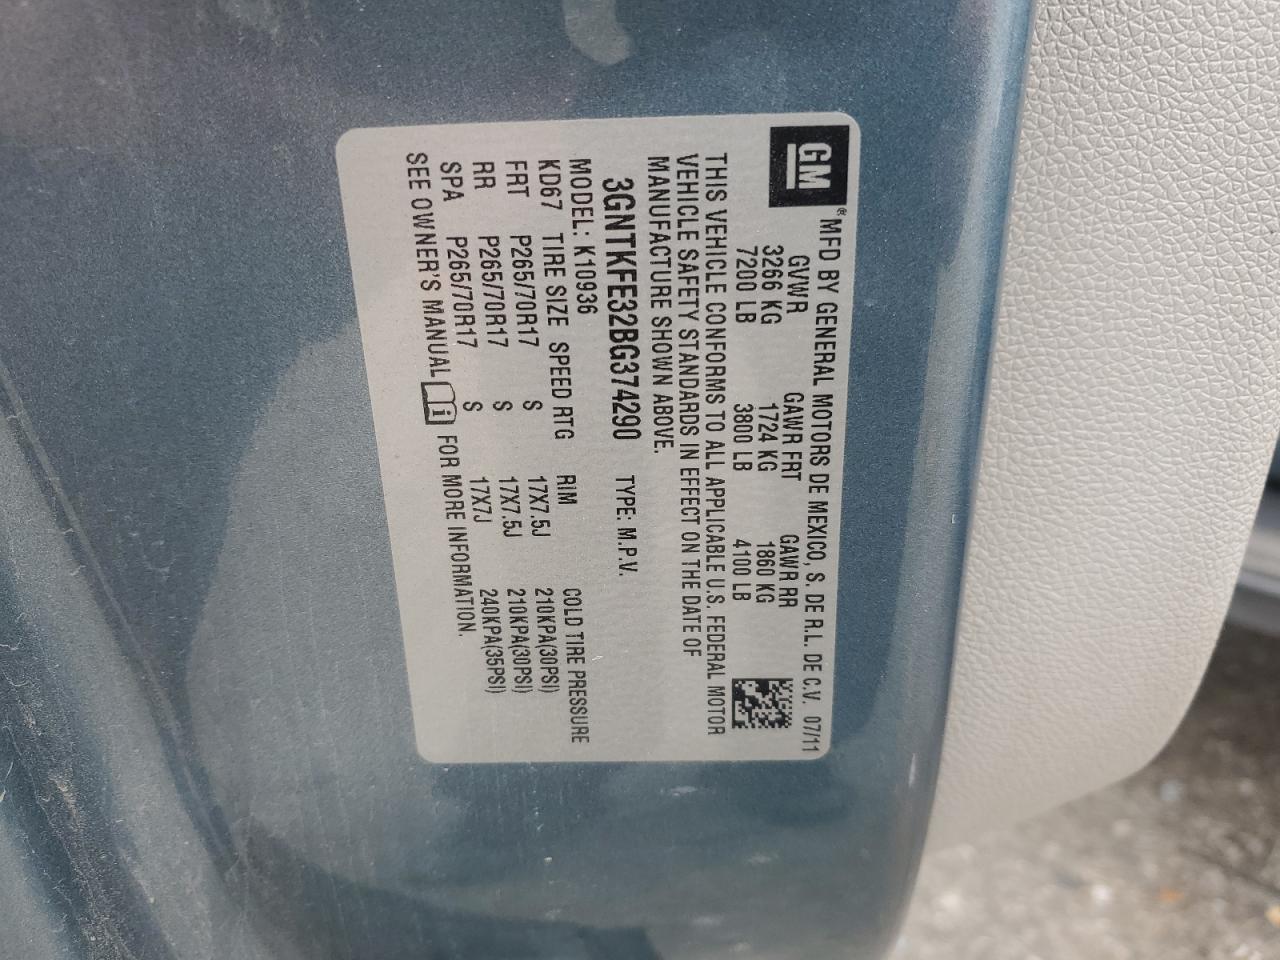 GM ® MFD BY GENERAL MOTORS DE MEXICO, S. DE R.L. DE C.V. 07/11
GVWR GAWR FRT GAWR RR
3266 KG 1724 KG 1860 KG
7200 LB 3800 LB 4100 LB
THIS VEHICLE CONFORMS TO ALL APPLICABLE U.S. FEDERAL MOTOR
VEHICLE SAFETY STANDARDS IN EFFECT ON THE DATE OF
MANUFACTURE SHOWN ABOVE.
3GNTKFE32BG374290 TYPE: M.P.V.
MODEL: K10936
KD67 TIRE SIZE SPEED RTG RIM COLD TIRE PRESSURE
FRT P265/70R17 S 17X7.5J 210KPA(30PSI)
RR P265/70R17 S 17X7.5J 210KPA(30PSI)
SPA P265/70R17 S 17X7J 240KPA(35PSI)
SEE OWNER'S MANUAL i FOR MORE INFORMATION.